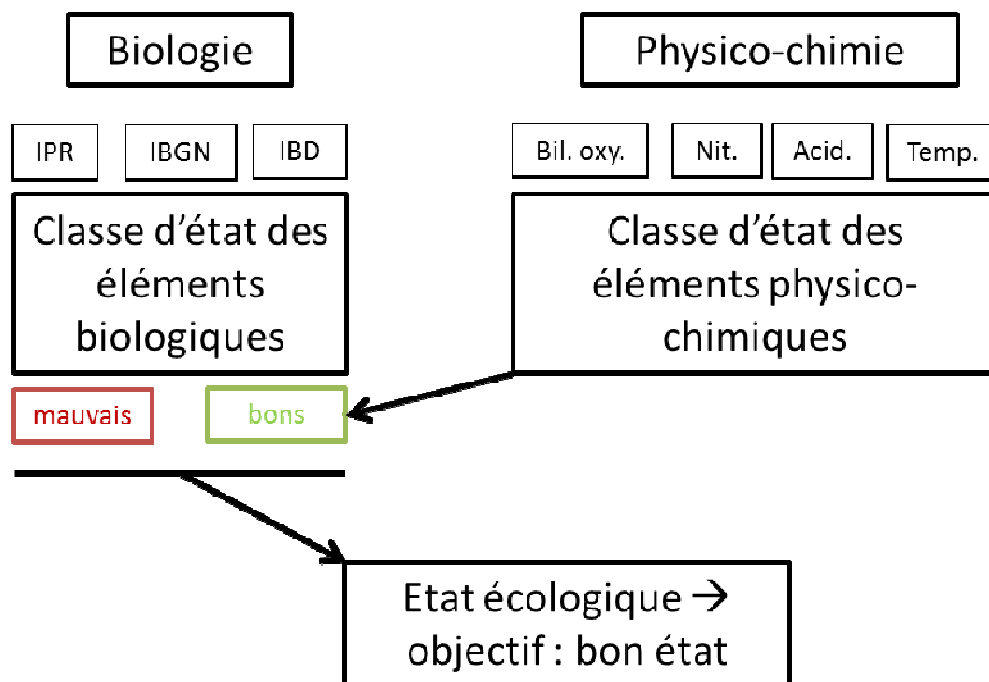 Biologie
Physico-chimie
IPR
IBGN
IBD
Bil. oxy.
Nit.
Acid.
Temp.
Classe d'état des
éléments
biologiques
Classe d'état des
éléments physico-
chimiques
mauvais
bons
Etat écologique →
objectif : bon état